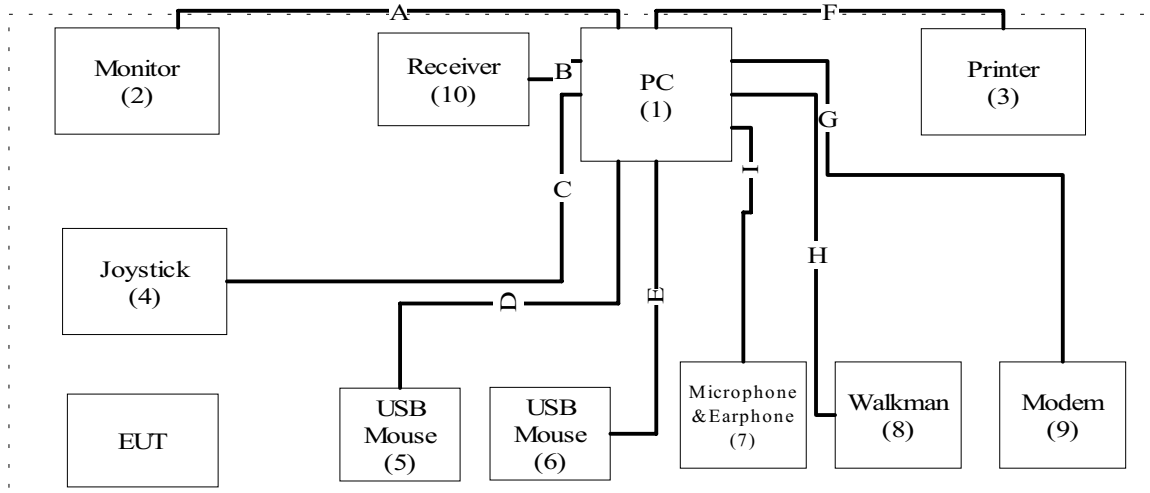 A
F
Monitor
(2)
Receiver
(10)
B
PC
(1)
Printer
(3)
G
I
C
Joystick
(4)
H
D
E
EUT
USB
Mouse
(5)
USB
Mouse
(6)
Microphone
&Earphone
(7)
Walkman
(8)
Modem
(9)